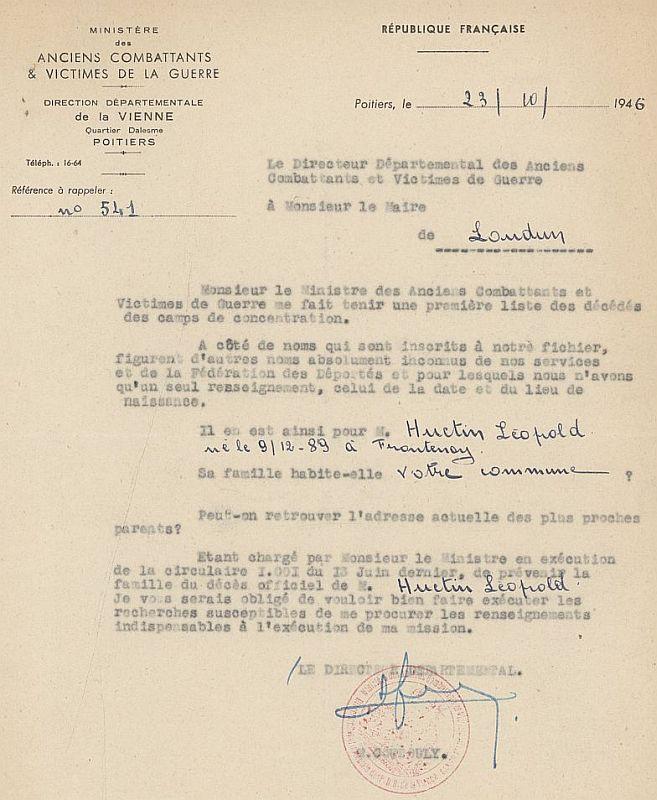 MINISTÈRE
des
ANCIENS COMBATTANTS
& VICTIMES DE LA GUERRE
DIRECTION DÉPARTEMENTALE
de la VIENNE
Quartier Dalesme
POITIERS
Téléph. : 16-64
Référence à rappeler :
no 541
RÉPUBLIQUE FRANÇAISE
Poitiers, le 23/10/ 1946
Le Directeur Départemental des Anciens
Combattants et Victimes de Guerre
à Monsieur le Maire
de Loudun
Monsieur le Ministre des Anciens Combattants et
Victimes de Guerre me fait tenir une première liste des décédés
des camps de concentration.
A côté de noms qui sont inscrits à notre fichier,
figurent d'autres noms absolument inconnus de nos services
et de la Fédération des Déportés et pour lesquels nous n'avons
qu'un seul renseignement, celui de la date et du lieu de
naissance.
Il en est ainsi pour M. Huctin Léopold
né le 9/12-89 à Frontenay.
Sa famille habite-elle votre commune ?
Peut-on retrouver l'adresse actuelle des plus proches
parents?
Etant chargé par Monsieur le Ministre en exécution
de la circulaire I.00I du I3 Juin dernier, de prévenir la
famille du décès officiel de M. Huctin Léopold
Je vous serais obligé de vouloir bien faire exécuter les
recherches susceptibles de me procurer les renseignements
indispensables à l'exécution de ma mission.
LE DIRECTEUR DEPARTEMENTAL.